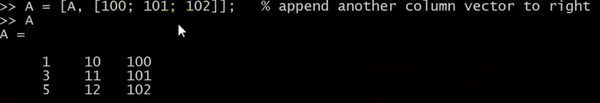 >> A = [A, [100; 101; 102]];   % append another column vector to right
>> A
A =
1    10   100
3    11   101
5    12   102